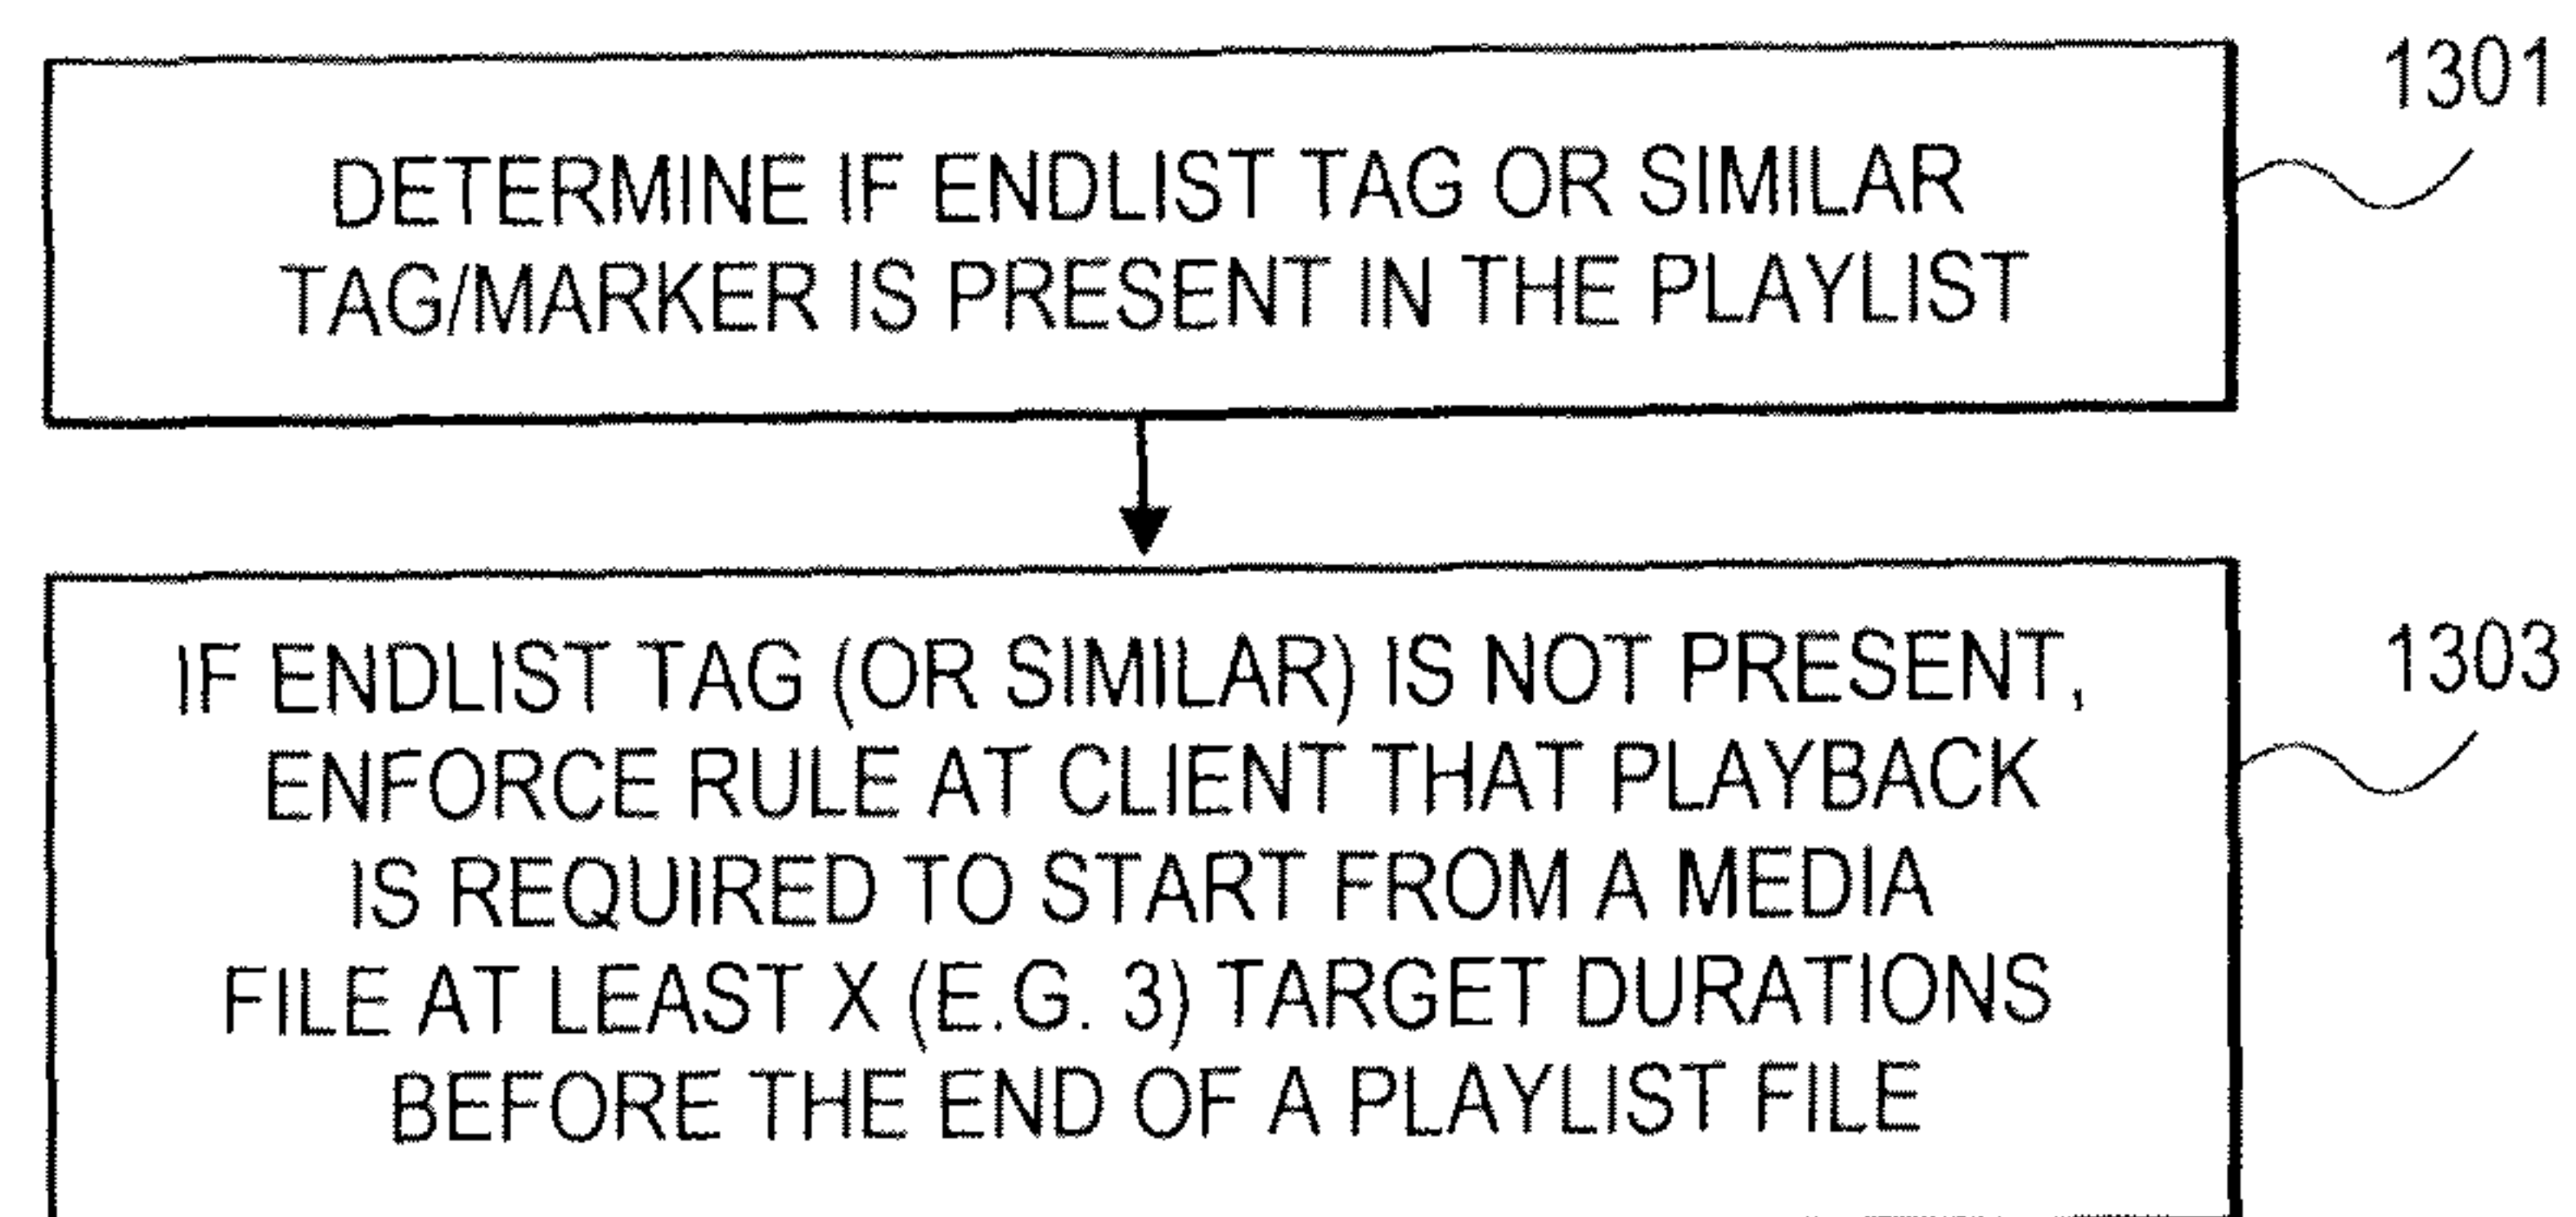 1301
DETERMINE IF ENDLIST TAG OR SIMILAR
TAG/MARKER IS PRESENT IN THE PLAYLIST
1303
IF ENDLIST TAG (OR SIMILAR) IS NOT PRESENT,
ENFORCE RULE AT CLIENT THAT PLAYBACK
IS REQUIRED TO START FROM A MEDIA
FILE AT LEAST X (E.G. 3) TARGET DURATIONS
BEFORE THE END OF A PLAYLIST FILE